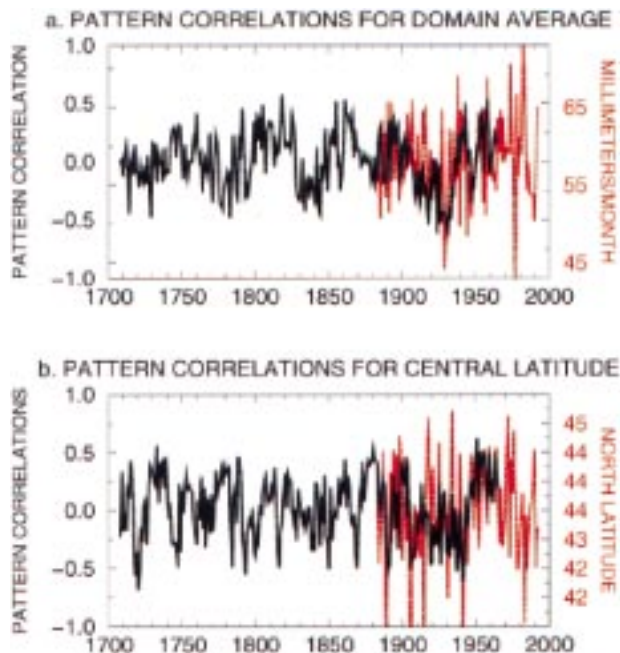 a. PATTERN CORRELATIONS FOR DOMAIN AVERAGE
PATTERN CORRELATION
1.0
0.5
0.0
−0.5
−1.0
65
55
45
MILLIMETERS/MONTH
1700 1750 1800 1850 1900 1950 2000
b. PATTERN CORRELATIONS FOR CENTRAL LATITUDE
PATTERN CORRELATIONS
1.0
0.5
0.0
−0.5
−1.0
45
44
44
44
43
42
42
NORTH LATITUDE
1700 1750 1800 1850 1900 1950 2000